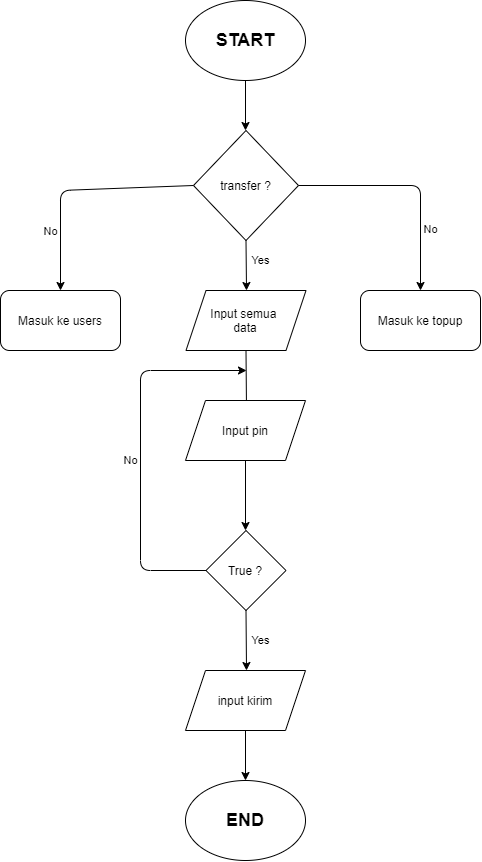 START
transfer ?
No
No
Yes
Masuk ke users
Input semua
data
Masuk ke topup
Input pin
No
True ?
Yes
input kirim
END